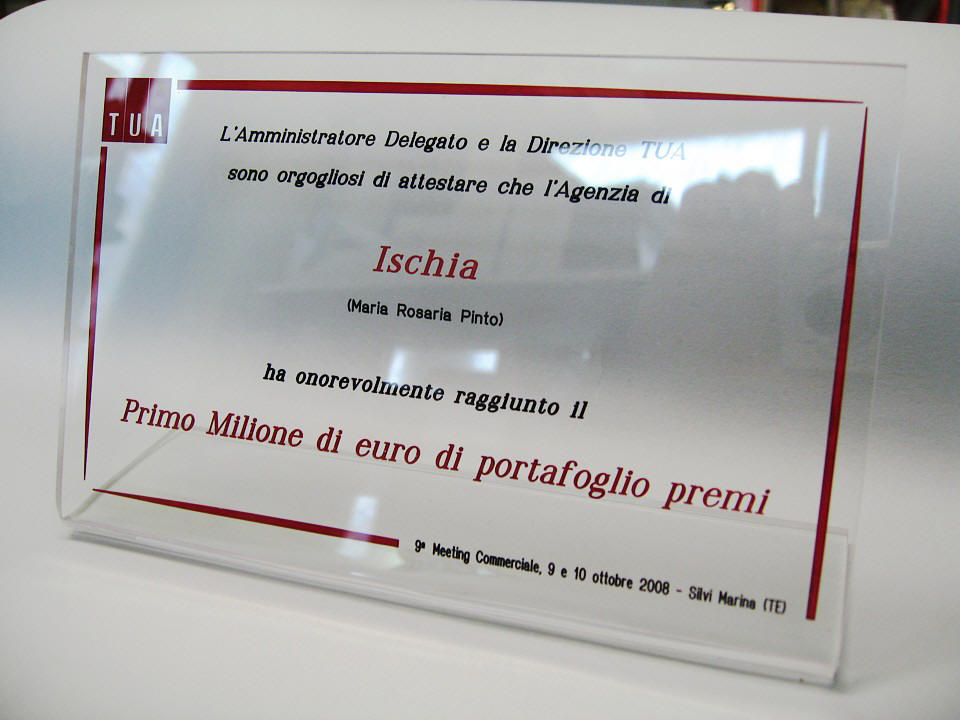 TUA
L'Amministratore Delegato e la Direzione TUA
sono orgogliosi di attestare che l'Agenzia di
Ischia
(Maria Rosaria Pinto)
ha onorevolmente raggiunto il
Primo Milione di euro di portafoglio premi
9° Meeting Commerciale, 9 e 10 ottobre 2008 - Silvi Marina (TE)